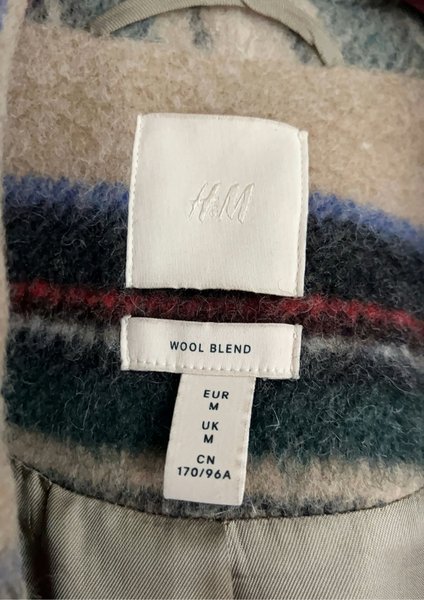 H&M
WOOL BLEND
EUR
M
UK
M
CN
170/96A